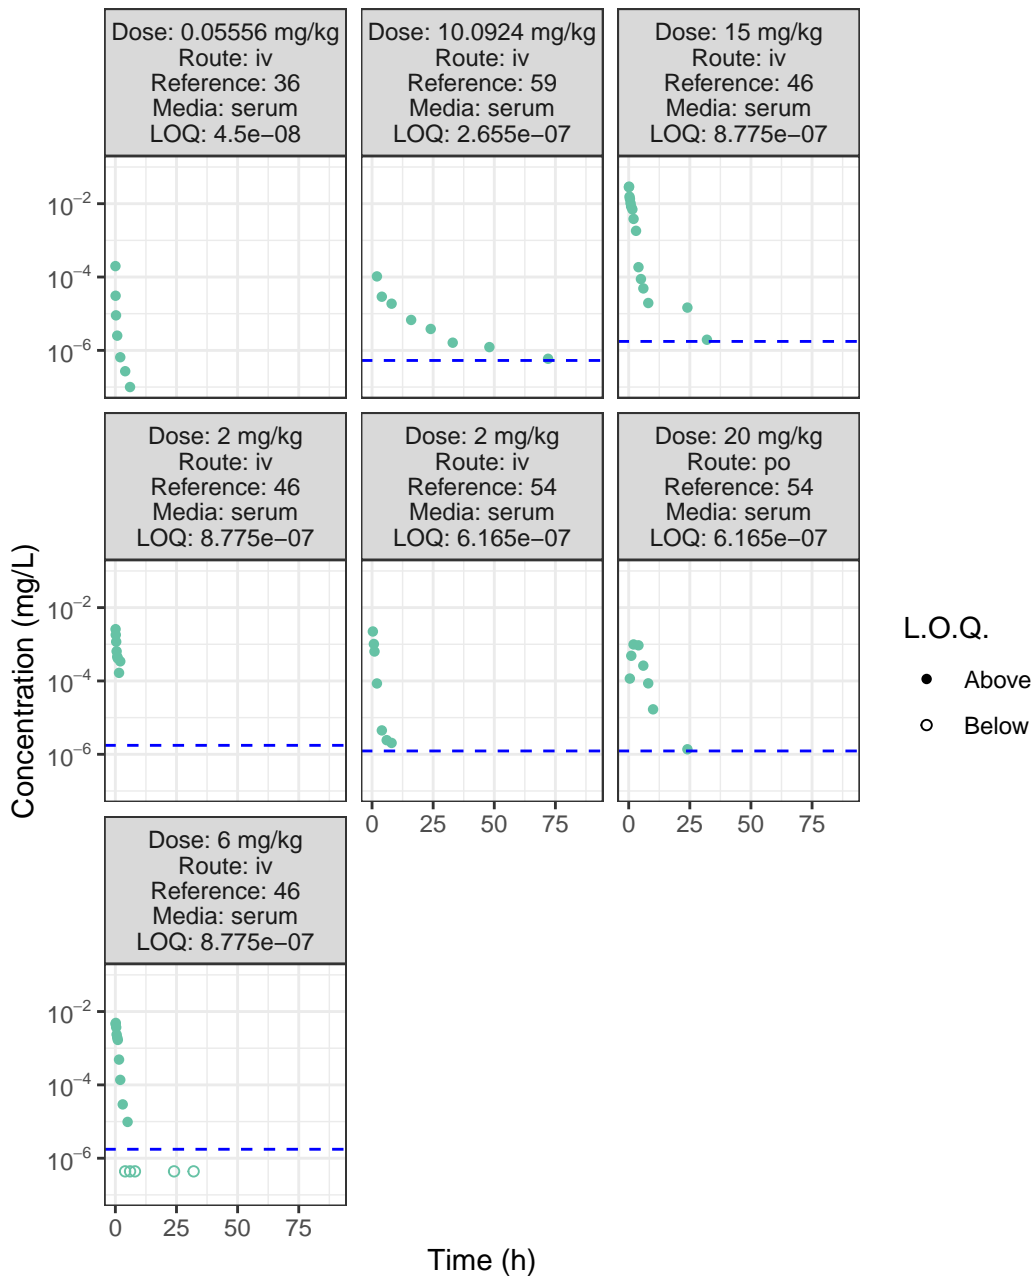 Dose: 0.05556 mg/kg
Route: iv
Reference: 36
Media: serum
LOQ: 4.5e−08
Dose: 10.0924 mg/kg
Route: iv
Reference: 59
Media: serum
LOQ: 2.655e−07
Dose: 15 mg/kg
Route: iv
Reference: 46
Media: serum
LOQ: 8.775e−07
10⁻²
10⁻⁴
10⁻⁶
Dose: 2 mg/kg
Route: iv
Reference: 46
Media: serum
LOQ: 8.775e−07
Dose: 2 mg/kg
Route: iv
Reference: 54
Media: serum
LOQ: 6.165e−07
Dose: 20 mg/kg
Route: po
Reference: 54
Media: serum
LOQ: 6.165e−07
10⁻²
10⁻⁴
10⁻⁶
0 25 50 75
0 25 50 75
Dose: 6 mg/kg
Route: iv
Reference: 46
Media: serum
LOQ: 8.775e−07
10⁻²
10⁻⁴
10⁻⁶
0 25 50 75
Time (h)
Concentration (mg/L)
L.O.Q.
Above
Below